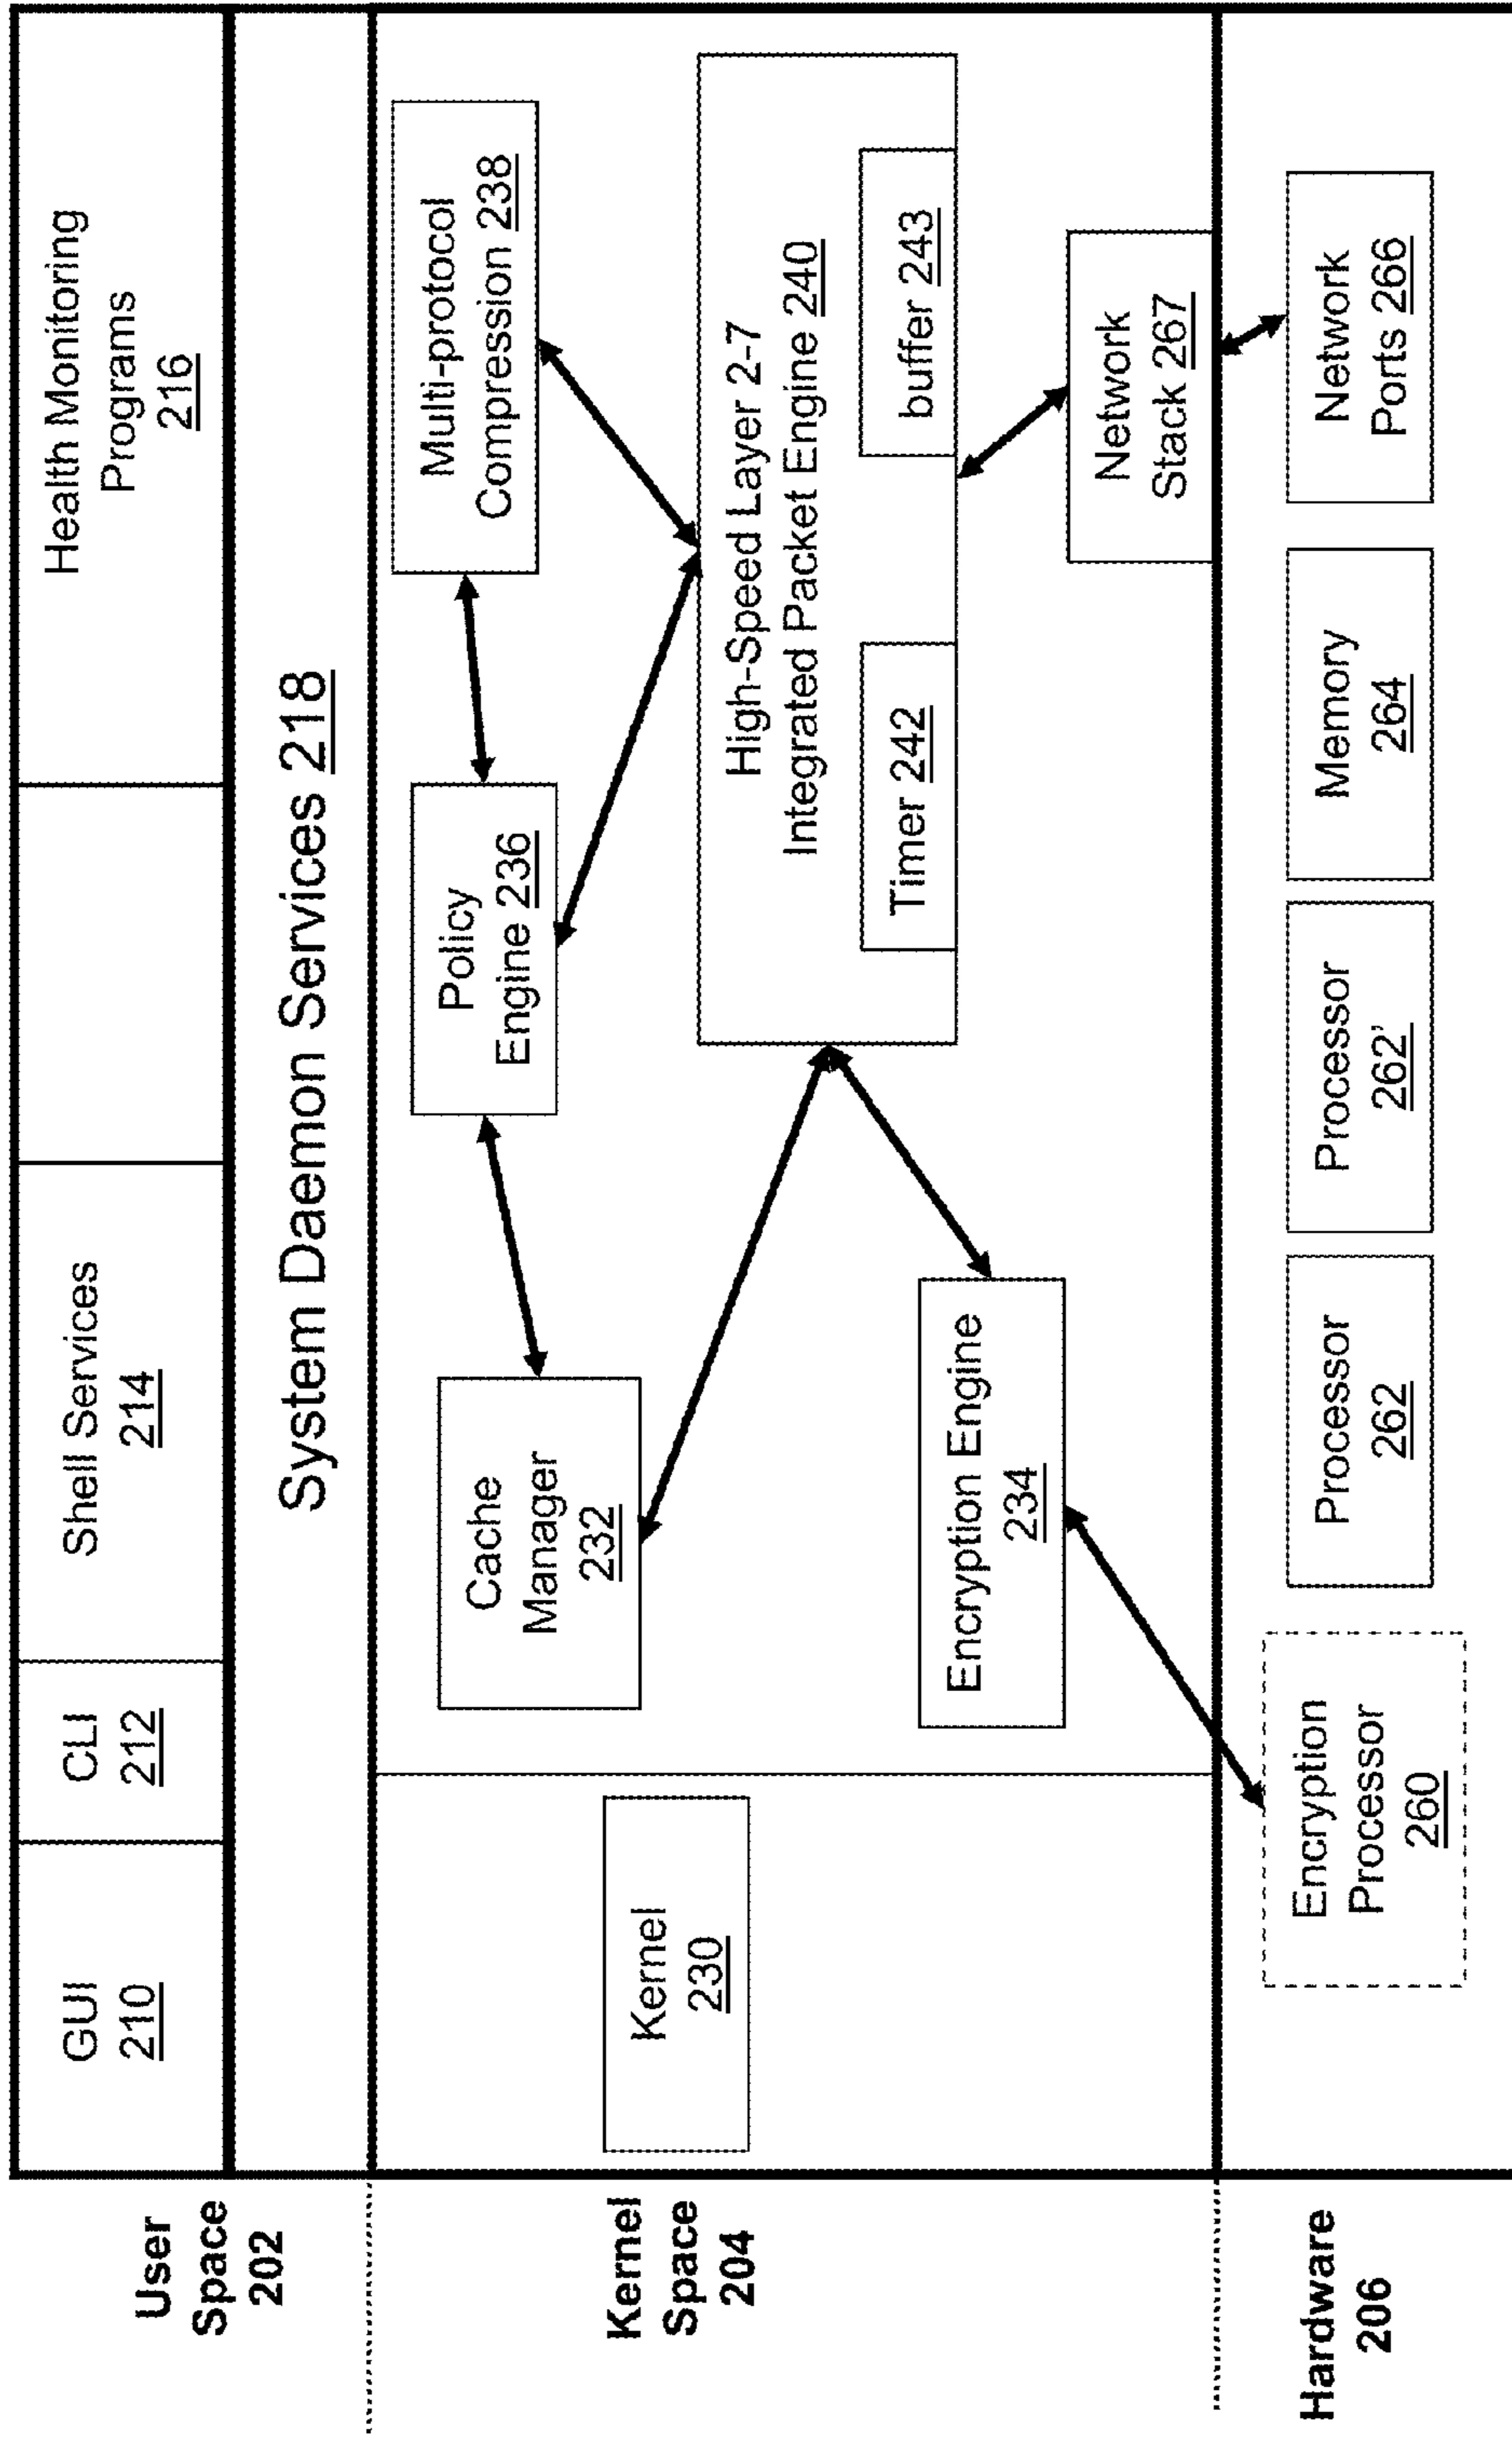 User
Space
202
GUI
210
CLI
212
Shell Services
214
Health Monitoring
Programs
216
System Daemon Services 218
Kernel
Space
204
Kernel
230
Cache
Manager
232
Policy
Engine 236
Multi-protocol
Compression 238
High-Speed Layer 2-7
Integrated Packet Engine 240
Timer 242
buffer 243
Encryption Engine
234
Network
Stack 267
Hardware
206
Encryption
Processor
260
Processor
262
Processor
262’
Memory
264
Network
Ports 266